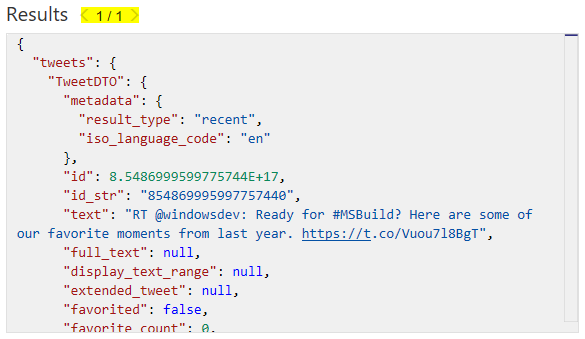 Results < 1 / 1 >
{
"tweets": {
"TweetDTO": {
"metadata": {
"result_type": "recent",
"iso_language_code": "en"
},
"id": 8.5486999599775744E+17,
"id_str": "854869995997757440",
"text": "RT @windowsdev: Ready for #MSBuild? Here are some of
our favorite moments from last year. https://t.co/Vuou7l8BgT",
"full_text": null,
"display_text_range": null,
"extended_tweet": null,
"favorited": false,
"favorite_count": 0,